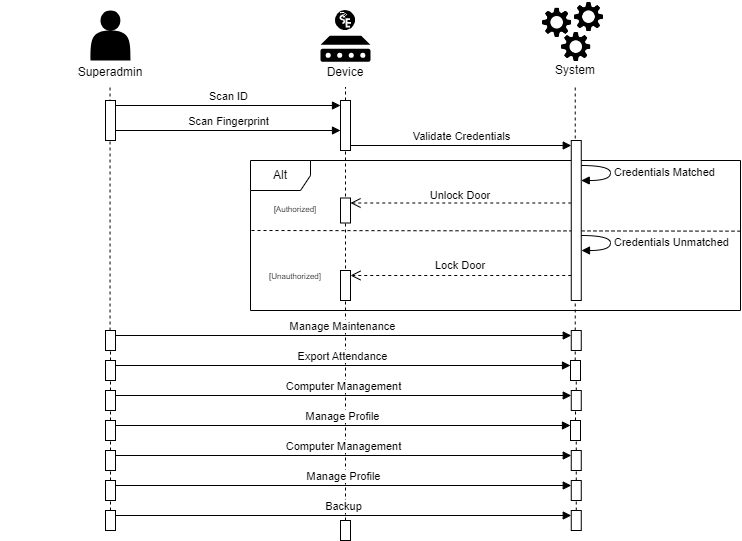 SE
Superadmin
Device
System
Scan ID
Scan Fingerprint
Validate Credentials
Alt
Credentials Matched
Unlock Door
[Authorized]
Credentials Unmatched
Lock Door
[Unauthorized]
Manage Maintenance
Export Attendance
Computer Management
Manage Profile
Computer Management
Manage Profile
Backup